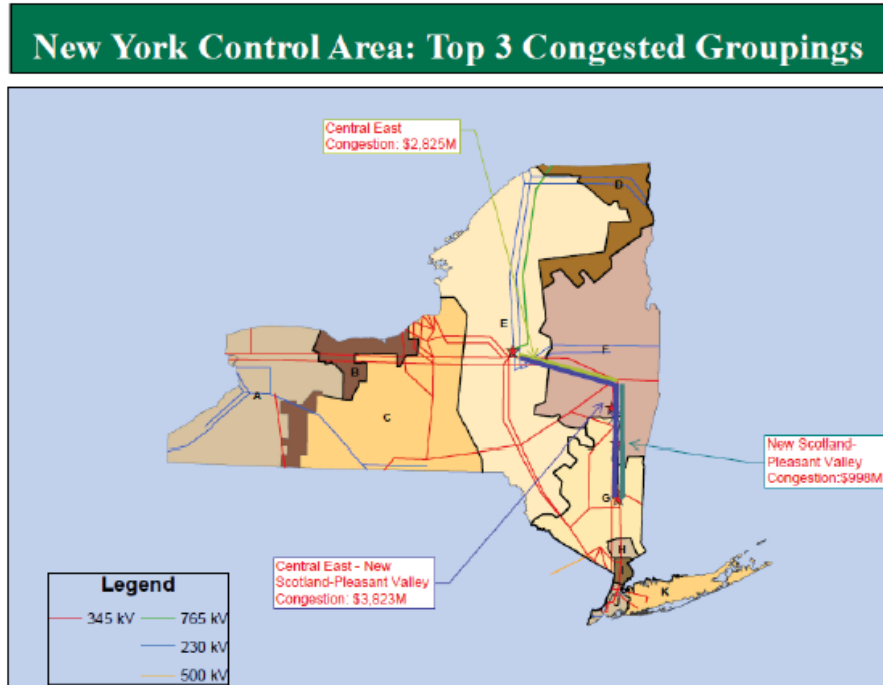 New York Control Area: Top 3 Congested Groupings
Central East
Congestion: $2,825M
D
E
F
A
B
C
New Scotland-
Pleasant Valley
Congestion:$998M
G
H
I
J
K
Central East - New
Scotland-Pleasant Valley
Congestion: $3,823M
Legend
345 kV
765 kV
230 kV
500 kV